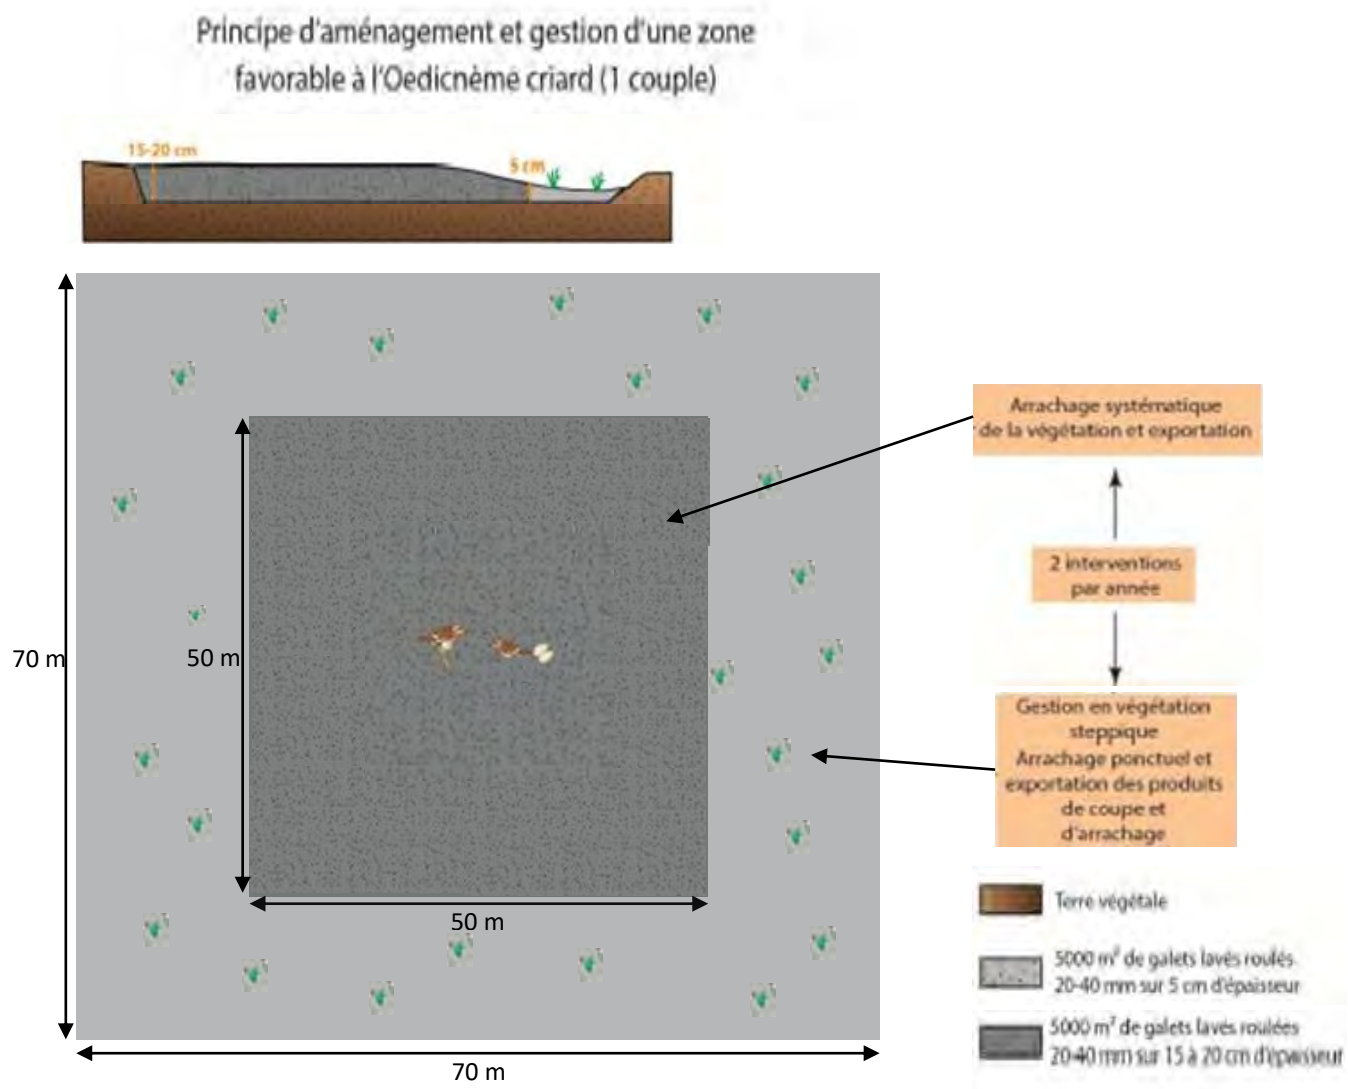 Principe d'aménagement et gestion d'une zone
favorable à l'Oedicnème criard (1 couple)
15-20 cm
5 cm
Arrachage systématique
de la végétation et exportation
2 interventions
par année
70 m
50 m
Gestion en végétation
steppique
Arrachage ponctuel et
exportation des produits
de coupe et
d'arrachage
50 m
70 m
Terre végétale
5000 m² de galets lavés roulés
20-40 mm sur 5 cm d'épaisseur
5000 m² de galets lavés roulées
20-40 mm sur 15 à 20 cm d'épaisseur